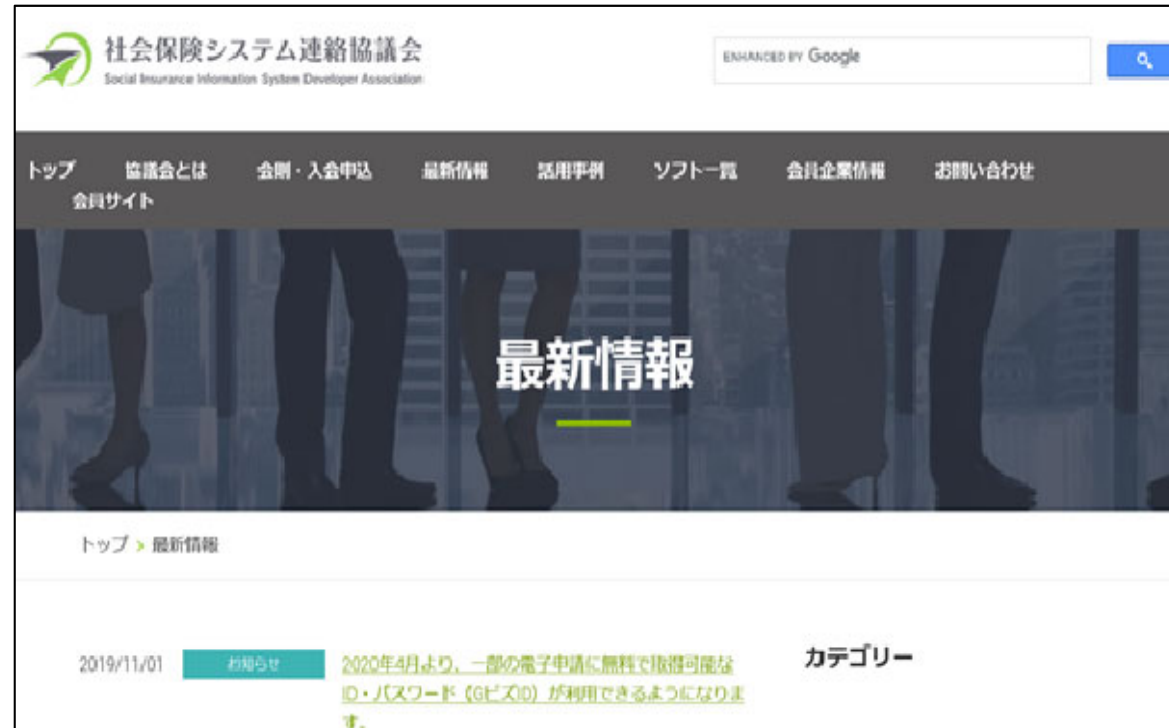 社会保険システム連絡協議会
Social Insurance Information System Developer Association
ENHANCED BY Google
トップ 協議会とは 会則・入会申込 最新情報 活用事例 ソフト一覧 会員企業情報 お問い合わせ
会員サイト
最新情報
トップ > 最新情報
2019/11/01 お知らせ 2020年4月より、一部の電子申請に無料で取得可能な
ID・パスワード（GビズID）が利用できるようになりま
す。
カテゴリー